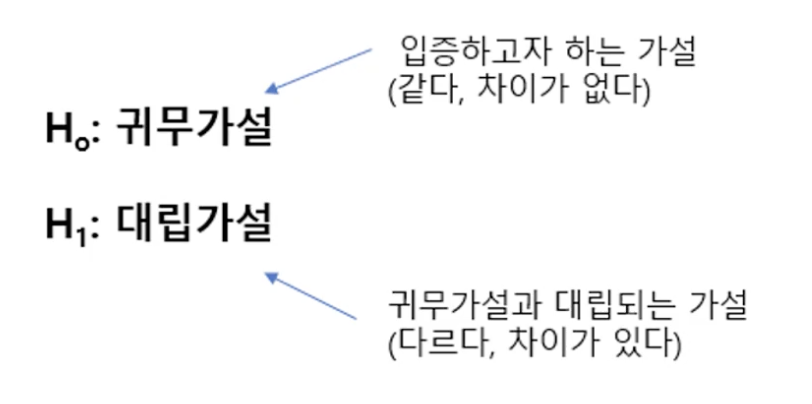 입증하고자 하는 가설
(같다, 차이가 없다)
H₀: 귀무가설
H₁: 대립가설
귀무가설과 대립되는 가설
(다르다, 차이가 있다)